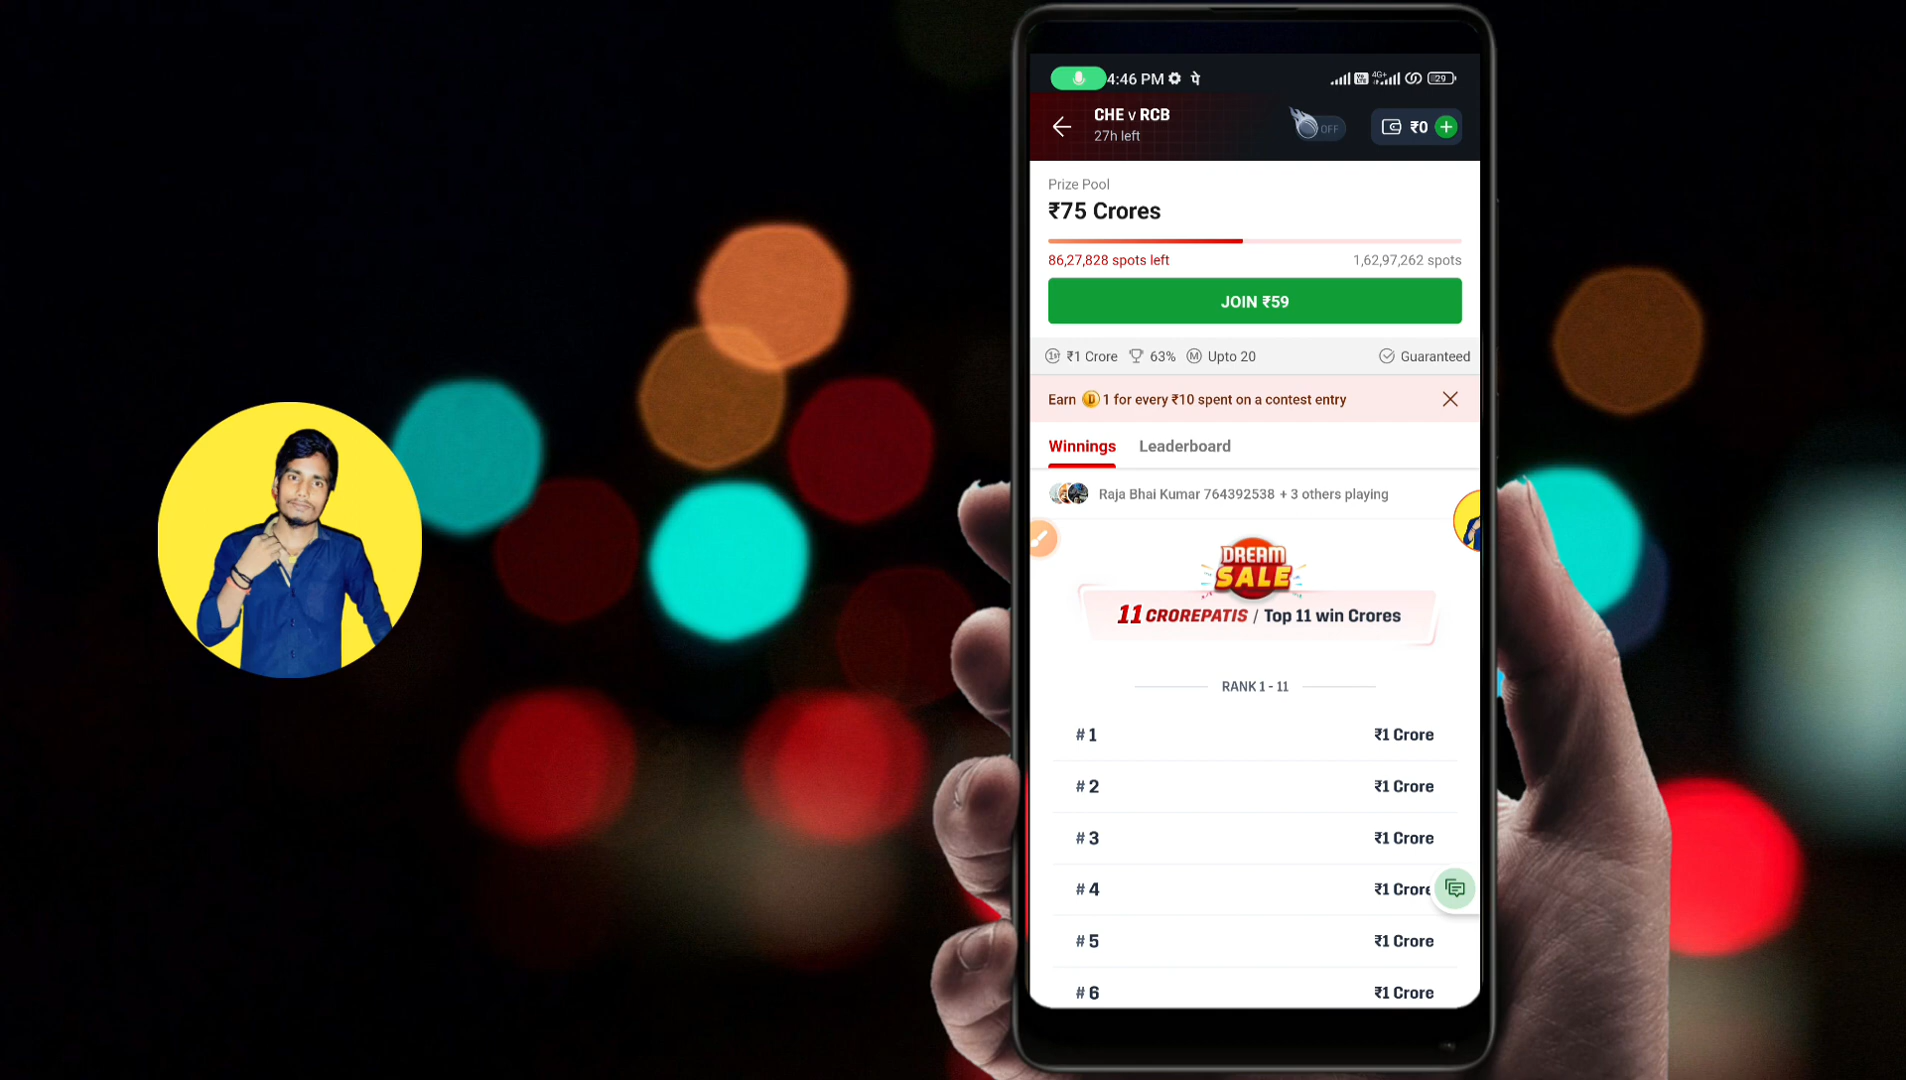 4:46 PM पे 4G+ 29
CHE v RCB
27h left
OFF
₹0 +
Prize Pool
₹75 Crores
86,27,828 spots left
1,62,97,262 spots
JOIN ₹59
1st ₹1 Crore 63% M Upto 20 Guaranteed
Earn D 1 for every ₹10 spent on a contest entry
Winnings Leaderboard
Raja Bhai Kumar 764392538 + 3 others playing
DREAM
SALE
11 CROREPATIS / Top 11 win Crores
RANK 1 - 11
# 1 ₹1 Crore
# 2 ₹1 Crore
# 3 ₹1 Crore
# 4 ₹1 Crore
# 5 ₹1 Crore
# 6 ₹1 Crore